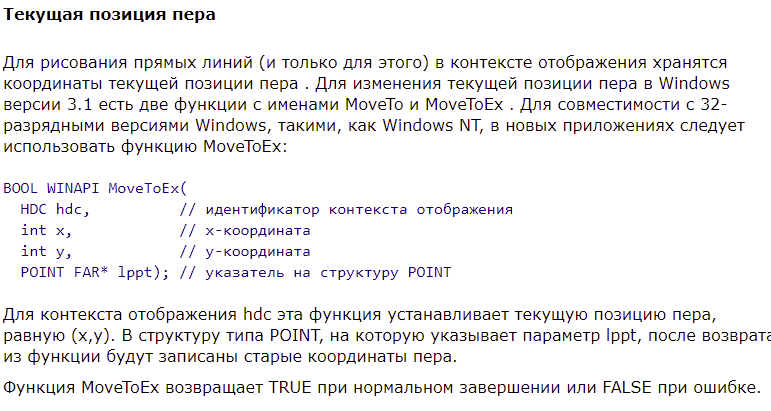 Текущая позиция пера
Для рисования прямых линий (и только для этого) в контексте отображения хранятся
координаты текущей позиции пера . Для изменения текущей позиции пера в Windows
версии 3.1 есть две функции с именами MoveTo и MoveToEx . Для совместимости с 32-
разрядными версиями Windows, такими, как Windows NT, в новых приложениях следует
использовать функцию MoveToEx:
BOOL WINAPI MoveToEx(
  HDC hdc,          // идентификатор контекста отображения
  int x,            // x-координата
  int y,            // y-координата
  POINT FAR* lppt); // указатель на структуру POINT
Для контекста отображения hdc эта функция устанавливает текущую позицию пера,
равную (x,y). В структуру типа POINT, на которую указывает параметр lppt, после возврата
из функции будут записаны старые координаты пера.
Функция MoveToEx возвращает TRUE при нормальном завершении или FALSE при ошибке.